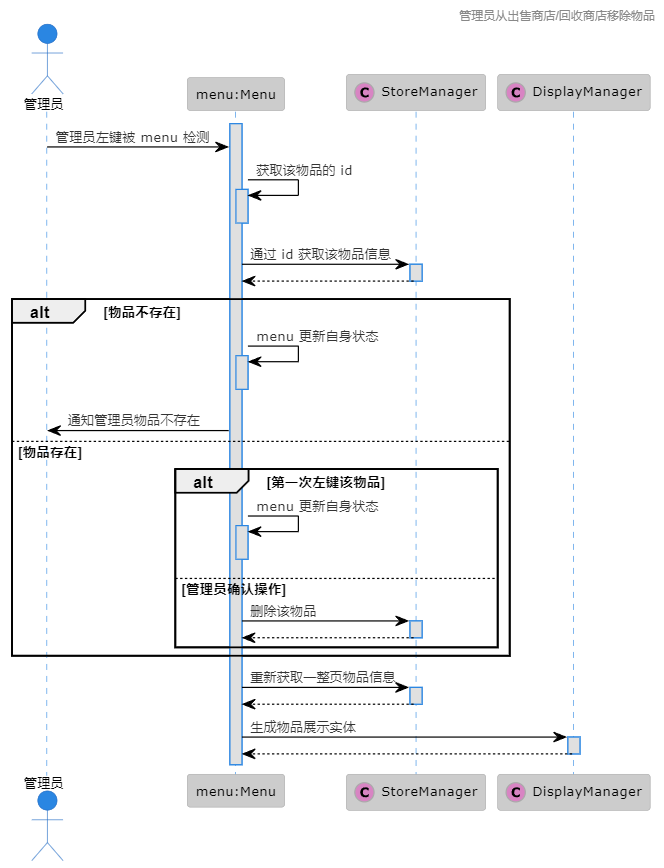 管理员从出售商店/回收商店移除物品
管理员
menu:Menu
C StoreManager
C DisplayManager
管理员左键被 menu 检测
获取该物品的 id
通过 id 获取该物品信息
alt [物品不存在]
menu 更新自身状态
通知管理员物品不存在
[物品存在]
alt [第一次左键该物品]
menu 更新自身状态
[管理员确认操作]
删除该物品
重新获取一整页物品信息
生成物品展示实体
管理员
menu:Menu
C StoreManager
C DisplayManager